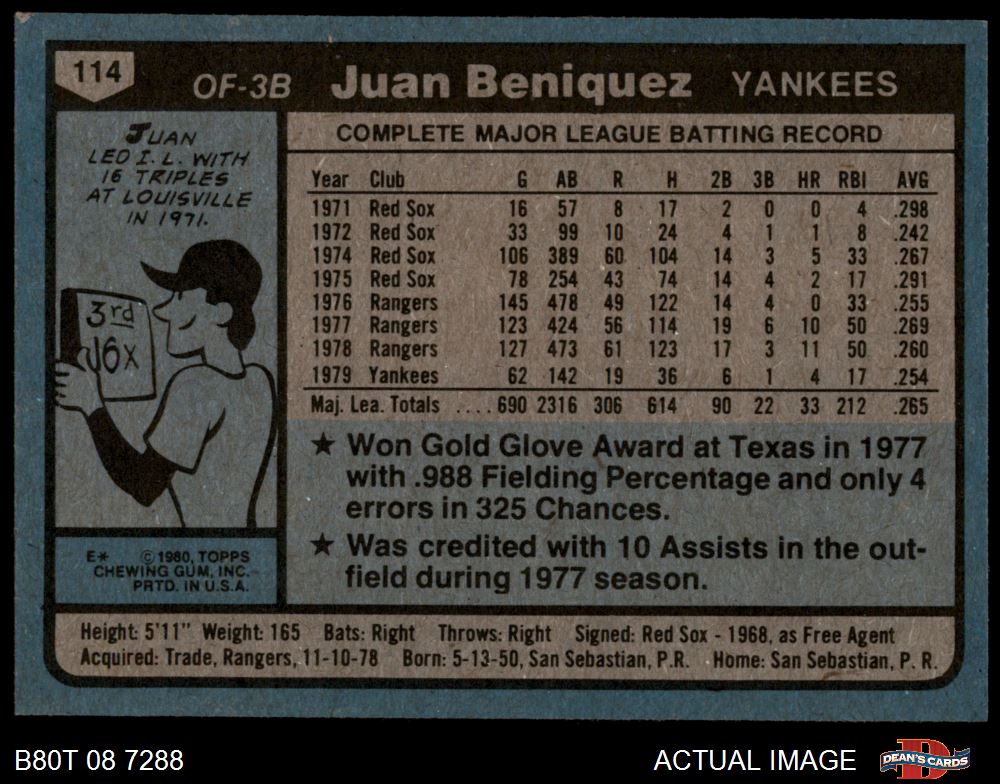 114 OF-3B Juan Beniquez YANKEES
JUAN
LED I. L. WITH
16 TRIPLES
AT LOUISVILLE
IN 1971.
3rd
16x
E* © 1980, TOPPS
CHEWING GUM, INC.
PRTD. IN U.S.A.
COMPLETE MAJOR LEAGUE BATTING RECORD
Year Club G AB R H 2B 3B HR RBI AVG
1971 Red Sox 16 57 8 17 2 0 0 4 .298
1972 Red Sox 33 99 10 24 4 1 1 8 .242
1974 Red Sox 106 389 60 104 14 3 5 33 .267
1975 Red Sox 78 254 43 74 14 4 2 17 .291
1976 Rangers 145 478 49 122 14 4 0 33 .255
1977 Rangers 123 424 56 114 19 6 10 50 .269
1978 Rangers 127 473 61 123 17 3 11 50 .260
1979 Yankees 62 142 19 36 6 1 4 17 .254
Maj. Lea. Totals ....690 2316 306 614 90 22 33 212 .265
★ Won Gold Glove Award at Texas in 1977
with .988 Fielding Percentage and only 4
errors in 325 Chances.
★ Was credited with 10 Assists in the out-
field during 1977 season.
Height: 5'11" Weight: 165 Bats: Right Throws: Right Signed: Red Sox - 1968, as Free Agent
Acquired: Trade, Rangers, 11-10-78 Born: 5-13-50, San Sebastian, P.R. Home: San Sebastian, P. R.
B80T 08 7288 ACTUAL IMAGE D DEAN'S CARDS